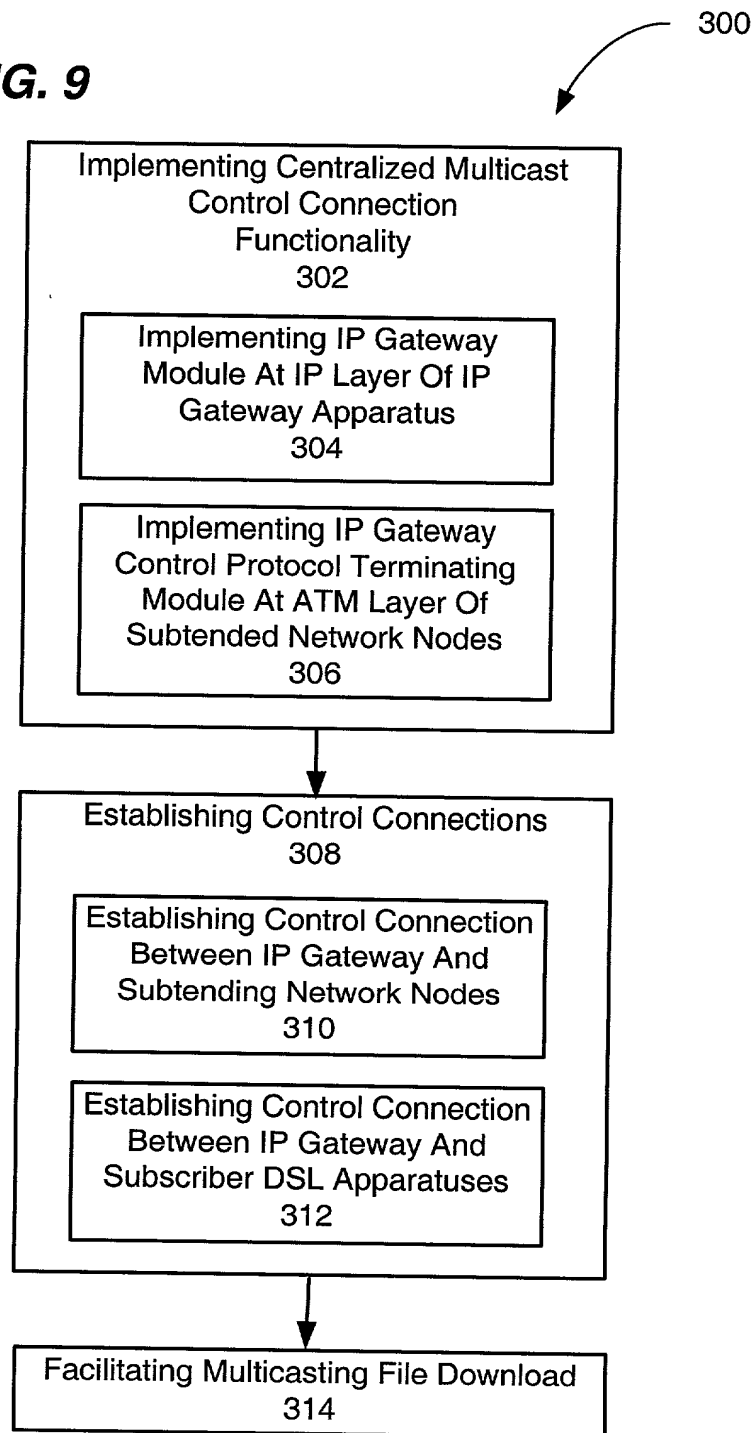 300
G. 9
Implementing Centralized Multicast
Control Connection
Functionality
302
Implementing IP Gateway
Module At IP Layer Of IP
Gateway Apparatus
304
Implementing IP Gateway
Control Protocol Terminating
Module At ATM Layer Of
Subtended Network Nodes
306
Establishing Control Connections
308
Establishing Control Connection
Between IP Gateway And
Subtending Network Nodes
310
Establishing Control Connection
Between IP Gateway And
Subscriber DSL Apparatuses
312
Facilitating Multicasting File Download
314